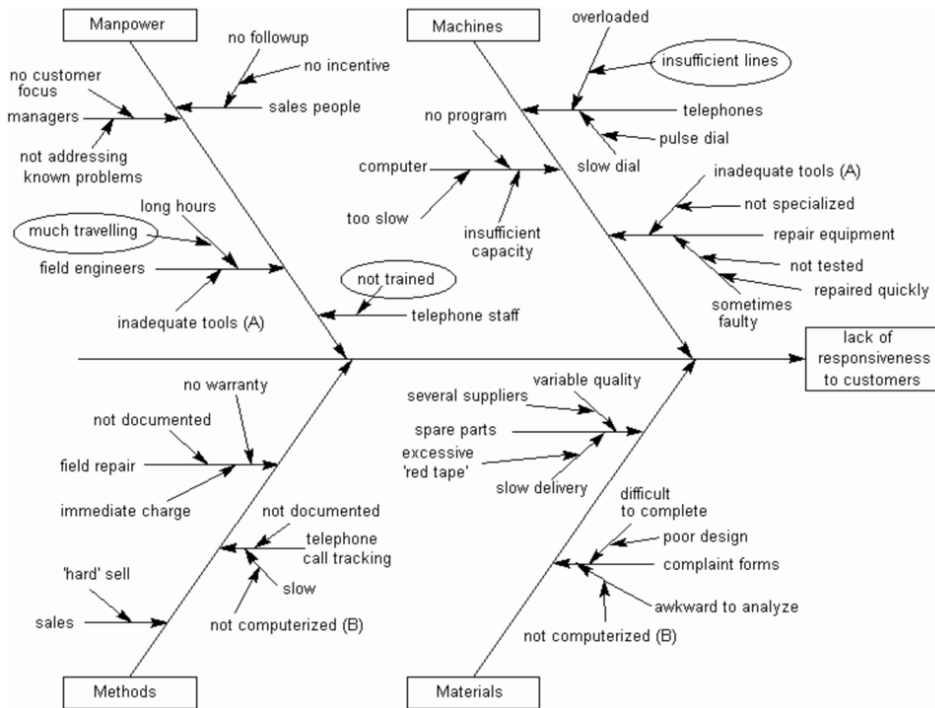 Manpower
no followup
no incentive
no customer
focus
managers
sales people
not addressing
known problems
long hours
much travelling
field engineers
inadequate tools (A)
not trained
telephone staff
Machines
overloaded
insufficient lines
telephones
no program
pulse dial
computer
slow dial
too slow
insufficient
capacity
inadequate tools (A)
not specialized
repair equipment
not tested
repaired quickly
sometimes
faulty
lack of
responsiveness
to customers
no warranty
not documented
field repair
immediate charge
not documented
telephone
call tracking
slow
'hard' sell
not computerized (B)
sales
Methods
variable quality
several suppliers
spare parts
excessive
'red tape'
slow delivery
difficult
to complete
poor design
complaint forms
awkward to analyze
not computerized (B)
Materials